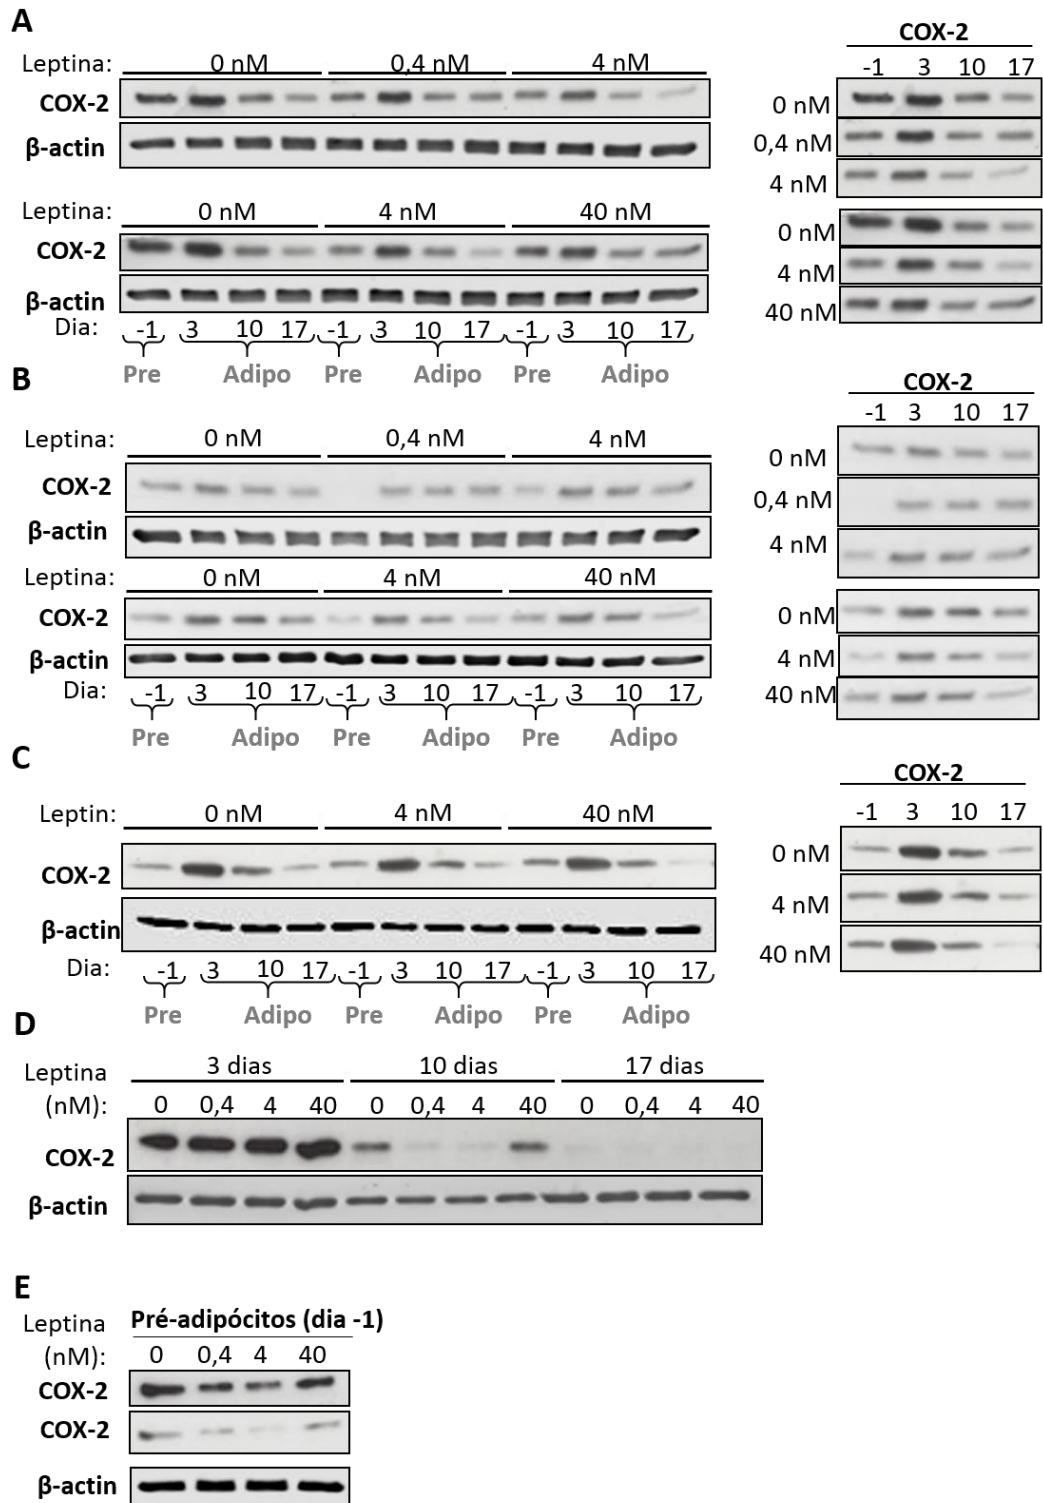 A
Leptina: 0 nM 0,4 nM 4 nM
COX-2
β-actin
Leptina: 0 nM 4 nM 40 nM
COX-2
β-actin
Dia: -1 3 10 17 -1 3 10 17 -1 3 10 17
Pre Adipo Pre Adipo Pre Adipo
COX-2
-1 3 10 17
0 nM
0,4 nM
4 nM
0 nM
4 nM
40 nM
B
Leptina: 0 nM 0,4 nM 4 nM
COX-2
β-actin
Leptina: 0 nM 4 nM 40 nM
COX-2
β-actin
Dia: -1 3 10 17 -1 3 10 17 -1 3 10 17
Pre Adipo Pre Adipo Pre Adipo
COX-2
-1 3 10 17
0 nM
0,4 nM
4 nM
0 nM
4 nM
40 nM
C
Leptin: 0 nM 4 nM 40 nM
COX-2
β-actin
Dia: -1 3 10 17 -1 3 10 17 -1 3 10 17
Pre Adipo Pre Adipo Pre Adipo
COX-2
-1 3 10 17
0 nM
4 nM
40 nM
D
Leptina 3 dias 10 dias 17 dias
(nM): 0 0,4 4 40 0 0,4 4 40 0 0,4 4 40
COX-2
β-actin
E
Leptina Pré-adipócitos (dia -1)
(nM): 0 0,4 4 40
COX-2
COX-2
β-actin